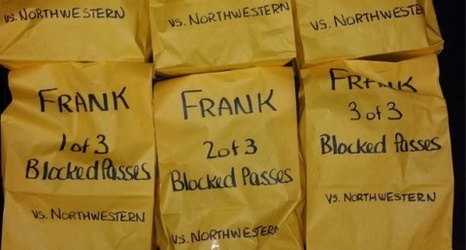 vs. NORTHWESTERN
vs. NORTHWESTERN
vs. NORTHWESTERN
FRANK
1 of 3
Blocked Passes
vs. NORTHWESTERN
FRANK
2 of 3
Blocked Passes
vs. NORTHWESTERN
FRANK
3 of 3
Blocked Passes
vs. NORTHWESTERN